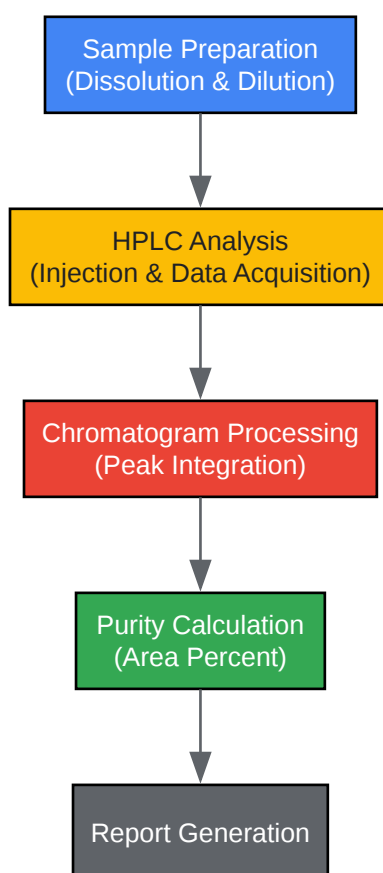 Sample Preparation
(Dissolution & Dilution)
HPLC Analysis
(Injection & Data Acquisition)
Chromatogram Processing
(Peak Integration)
Purity Calculation
(Area Percent)
Report Generation